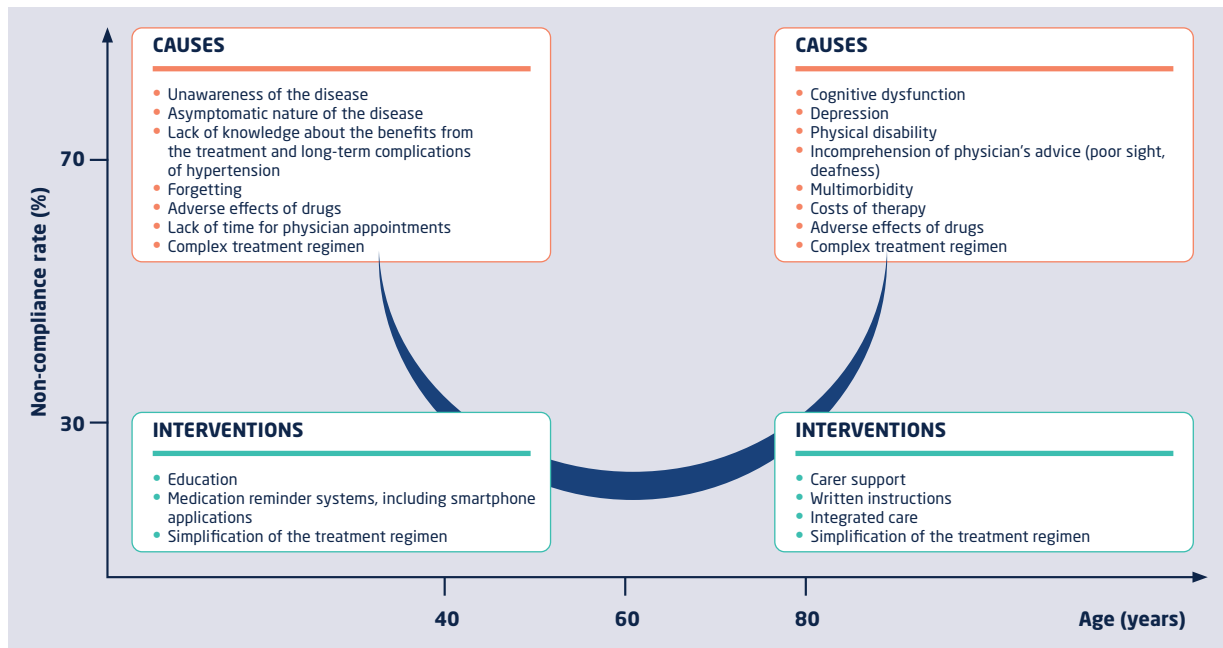 CAUSES
Unawareness of the disease
Asymptomatic nature of the disease
Lack of knowledge about the benefits from
the treatment and long-term complications
of hypertension
Forgetting
Adverse effects of drugs
Lack of time for physician appointments
Complex treatment regimen
CAUSES
Cognitive dysfunction
Depression
Physical disability
Incomprehension of physician's advice (poor sight,
deafness)
Multimorbidity
Costs of therapy
Adverse effects of drugs
Complex treatment regimen
Non-compliance rate (%)
70
30
INTERVENTIONS
Education
Medication reminder systems, including smartphone
applications
Simplification of the treatment regimen
INTERVENTIONS
Carer support
Written instructions
Integrated care
Simplification of the treatment regimen
40
60
80
Age (years)